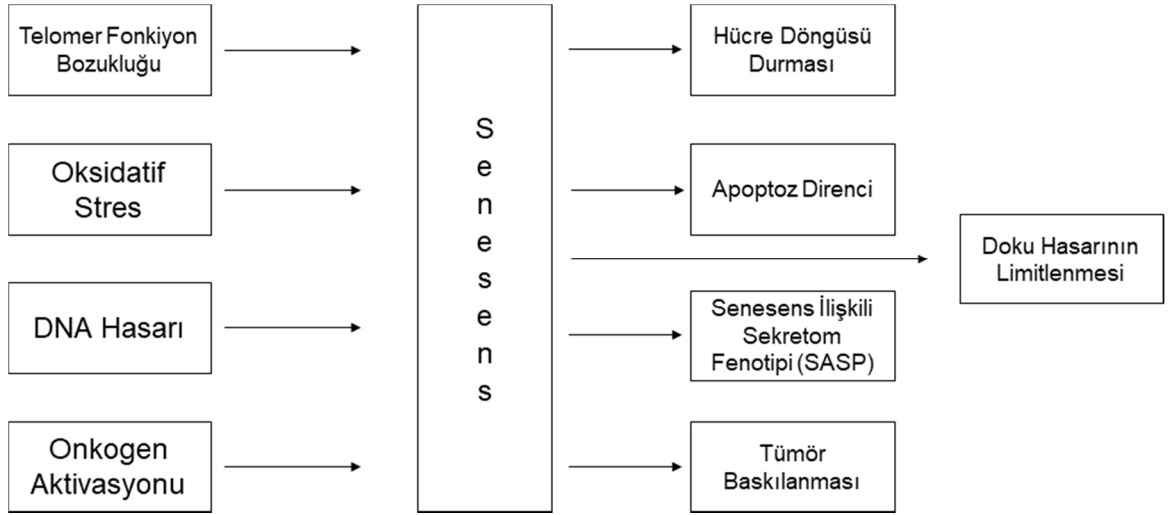 Telomer Fonkiyon
Bozukluğu
Oksidatif
Stres
DNA Hasarı
Onkogen
Aktivasyonu
S
e
n
e
s
e
n
s
Hücre Döngüsü
Durması
Apoptoz Direnci
Senesens İlişkili
Sekretom
Fenotipi (SASP)
Tümör
Baskılanması
Doku Hasarının
Limitlenmesi